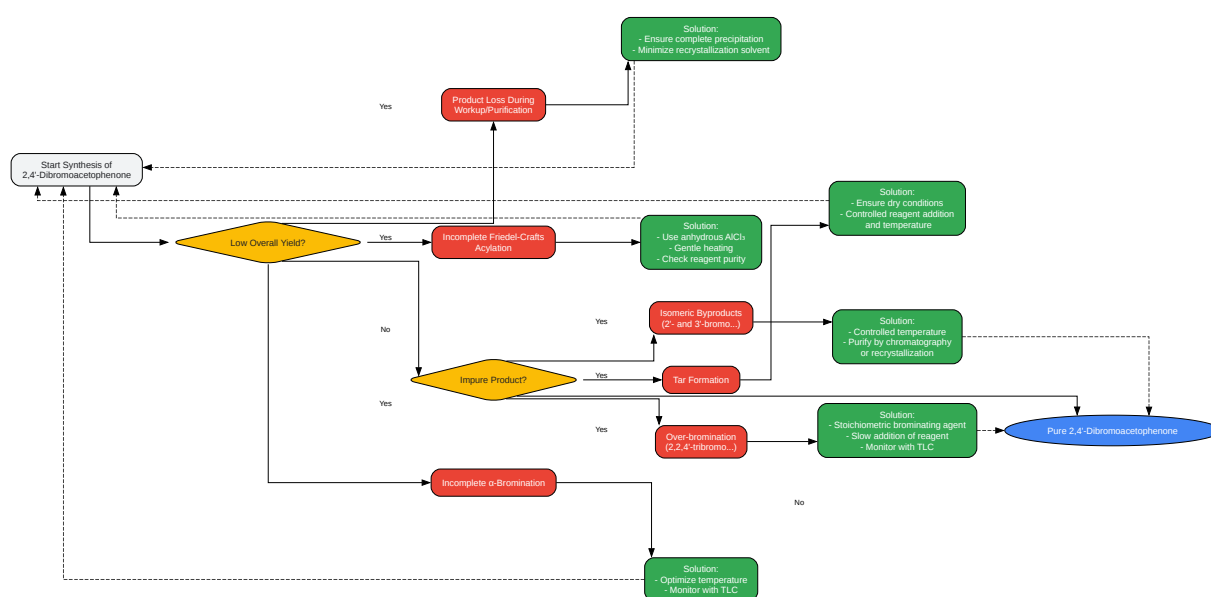 Solution:
- Ensure complete precipitation
- Minimize recrystallization solvent
Yes
Product Loss During
Workup/Purification
Start Synthesis of
2,4'-Dibromoacetophenone
Solution:
- Ensure dry conditions
- Controlled reagent addition
and temperature
Low Overall Yield?
Yes
Incomplete Friedel-Crafts
Acylation
Solution:
- Use anhydrous AlCl₃
- Gentle heating
- Check reagent purity
No
Yes
Isomeric Byproducts
(2'- and 3'-bromo...)
Solution:
- Controlled temperature
- Purify by chromatography
or recrystallization
Impure Product?
Yes
Tar Formation
Yes
Yes
Over-bromination
(2,2,4'-tribromo...)
Solution:
- Stoichiometric brominating agent
- Slow addition of reagent
- Monitor with TLC
Pure 2,4'-Dibromoacetophenone
Incomplete α-Bromination
No
Solution:
- Optimize temperature
- Monitor with TLC